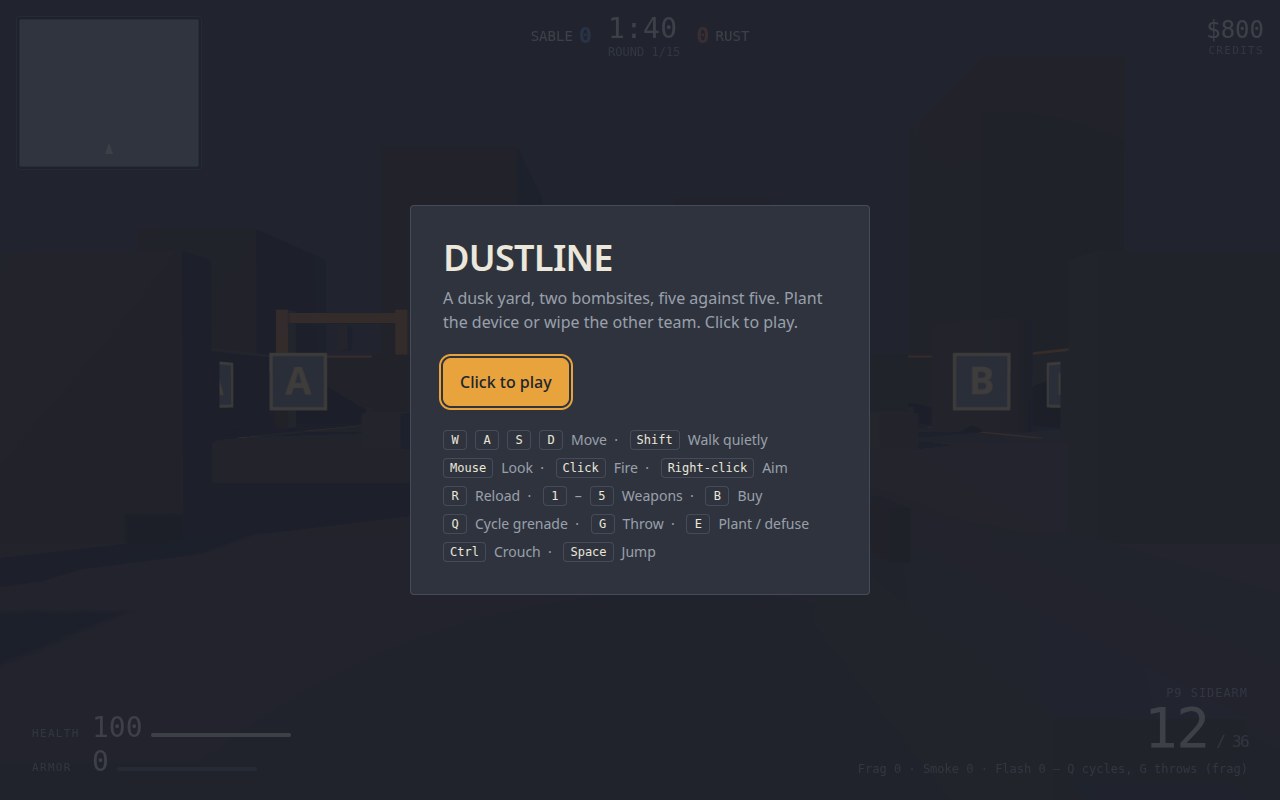 SABLE 0 1:40 0 RUST
ROUND 1/15
$800
CREDITS
DUSTLINE
A dusk yard, two bombsites, five against five. Plant
the device or wipe the other team. Click to play.
A
B
Click to play
W A S D Move · Shift Walk quietly
Mouse Look · Click Fire · Right-click Aim
R Reload · 1 – 5 Weapons · B Buy
Q Cycle grenade · G Throw · E Plant / defuse
Ctrl Crouch · Space Jump
P9 SIDEARM
HEALTH 100
12 / 36
ARMOR 0
Frag 0 · Smoke 0 · Flash 0 — Q cycles, G throws (frag)